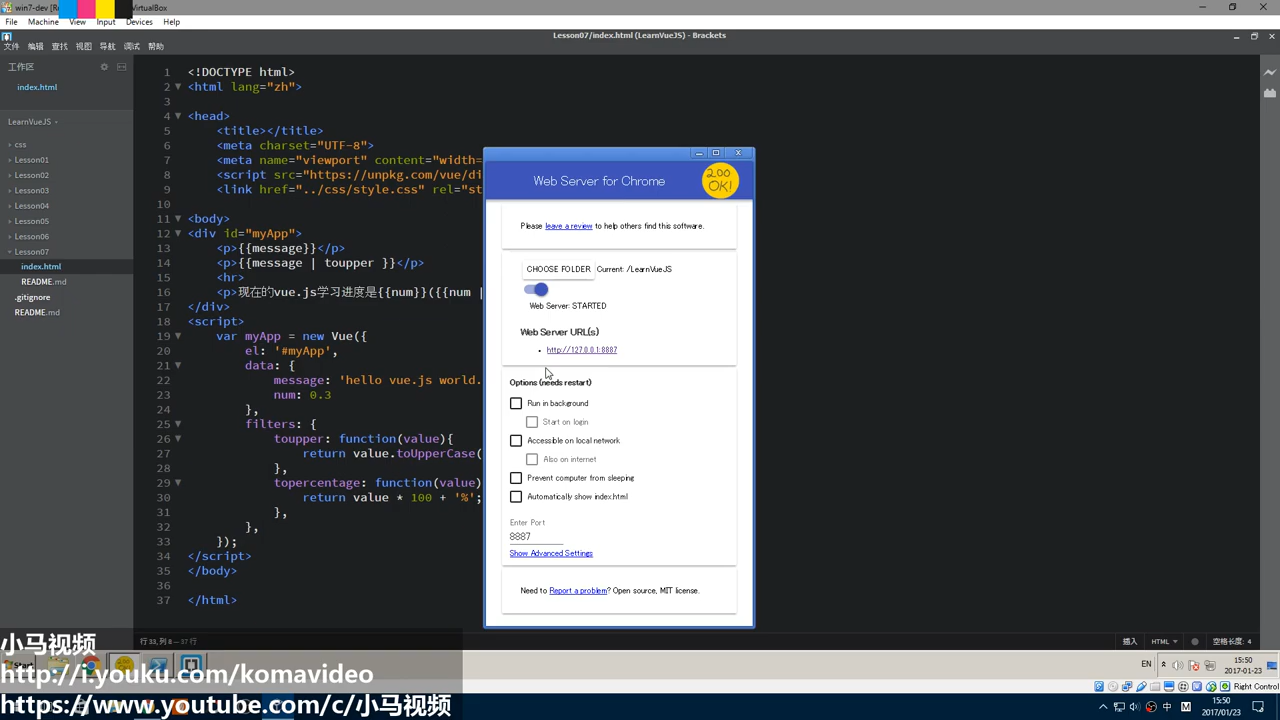 win7-dev [R
VirtualBox
File Machine View Input Devices Help
Lesson07/index.html (LearnVueJS) - Brackets
文件 编辑 查找 视图 导航 调试 帮助
工作区
index.html
LearnVueJS
css
Lesson01
Lesson02
Lesson03
Lesson04
Lesson05
Lesson06
Lesson07
index.html
README.md
.gitignore
README.md
1 <!DOCTYPE html>
2 <html lang="zh">
3
4 <head>
5 <title></title>
6 <meta charset="UTF-8">
7 <meta name="viewport" content="width=
8 <script src="https://unpkg.com/vue/di
9 <link href="../css/style.css" rel="st
10
11 <body>
12 <div id="myApp">
13 <p>{{message}}</p>
14 <p>{{message | toupper }}</p>
15 <hr>
16 <p>现在的vue.js学习进度是{{num}}({{num |
17 </div>
18 <script>
19 var myApp = new Vue({
20 el: '#myApp',
21 data: {
22 message: 'hello vue.js world.
23 num: 0.3
24 },
25 filters: {
26 toupper: function(value){
27 return value.toUpperCase(
28 },
29 topercentage: function(value)
30 return value * 100 + '%';
31 },
32 },
33 });
34 </script>
35 </body>
36
37 </html>
Web Server for Chrome
200 OK!
Please leave a review to help others find this software.
CHOOSE FOLDER Current: /LearnVueJS
Web Server: STARTED
Web Server URL(s)
http://127.0.0.1:8887
Options (needs restart)
Run in background
Start on login
Accessible on local network
Also on internet
Prevent computer from sleeping
Automatically show index.html
Enter Port
8887
Show Advanced Settings
Need to Report a problem? Open source, MIT license.
行 33, 列 8 — 37 行
插入 HTML 空格长度: 4
小马视频
http://i.youku.com/komavideo
https://www.youtube.com/c/小马视频
Start
EN
15:50
2017-01-23
Right Control
中 M
15:50
2017/01/23